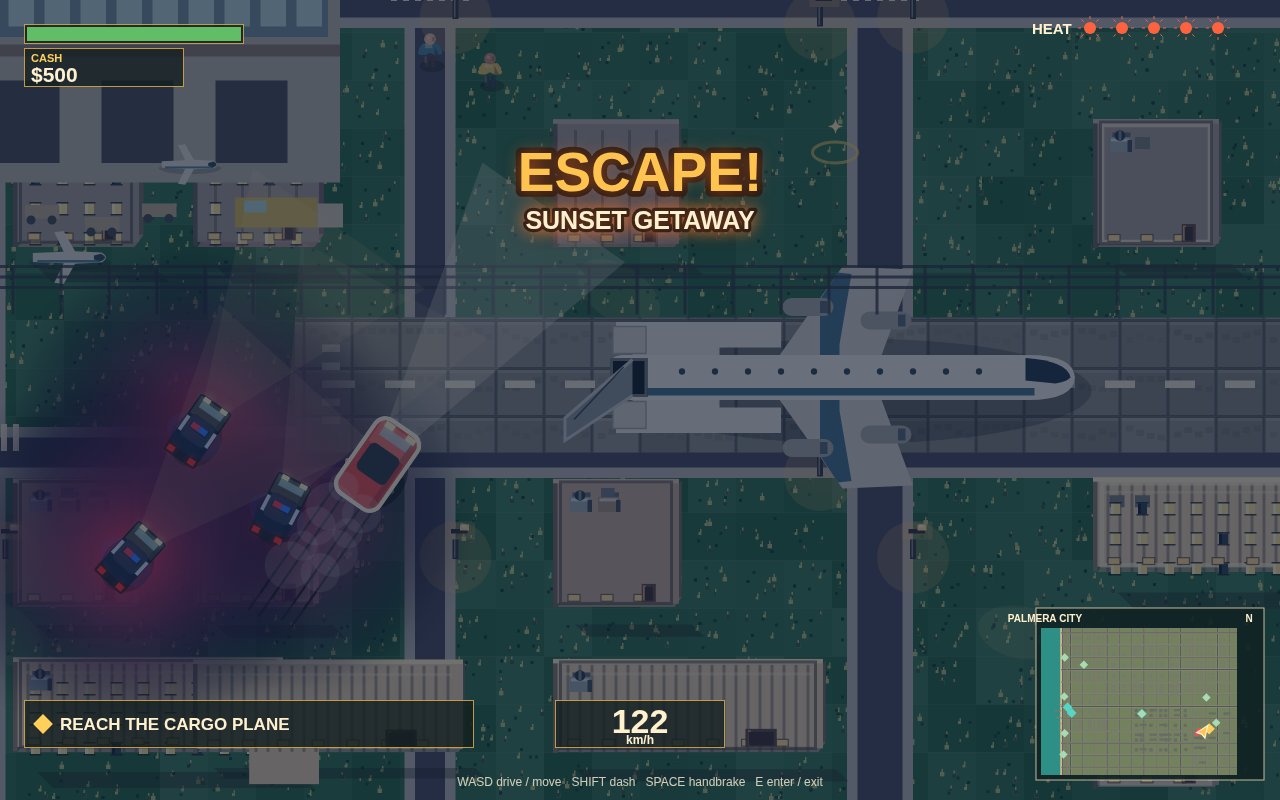 CASH
$500
HEAT
ESCAPE!
SUNSET GETAWAY
PALMERA CITY
N
REACH THE CARGO PLANE
122
km/h
WASD drive / move SHIFT dash SPACE handbrake E enter / exit